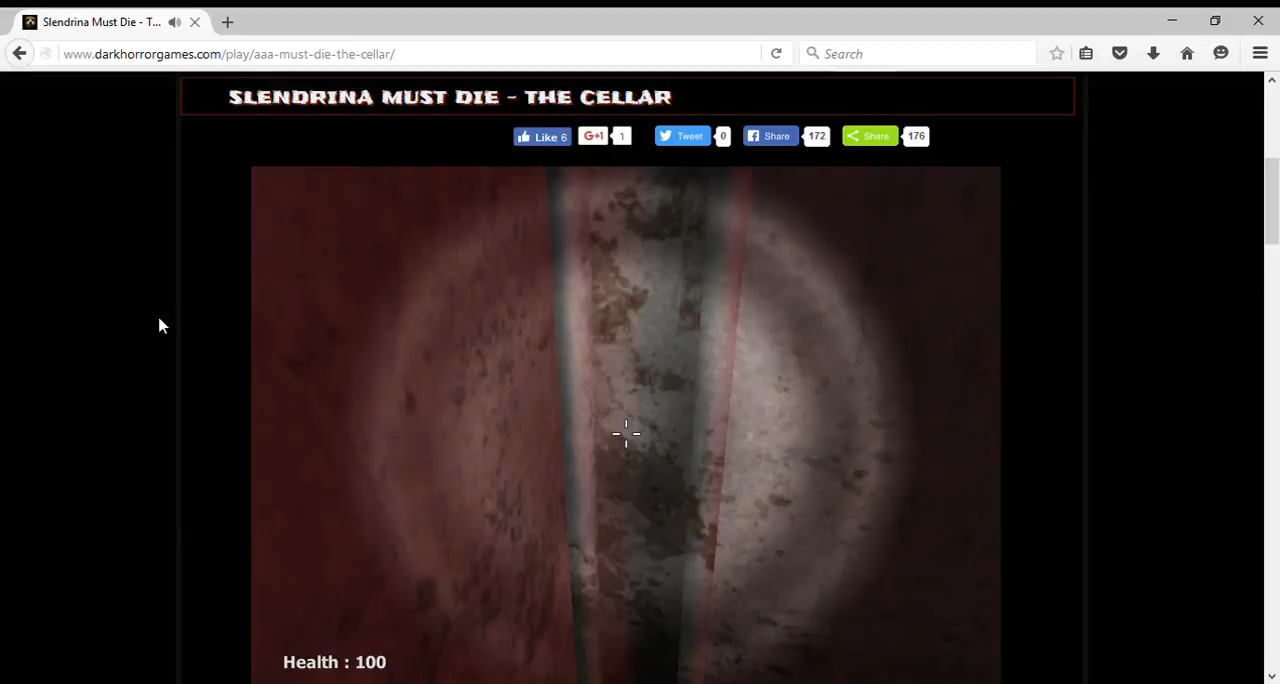 Slendrina Must Die - T...
www.darkhorrorgames.com/play/aaa-must-die-the-cellar/
Search
SLENDRINA MUST DIE - THE CELLAR
Like 6 G+1 1 Tweet 0 Share 172 Share 176
Health : 100